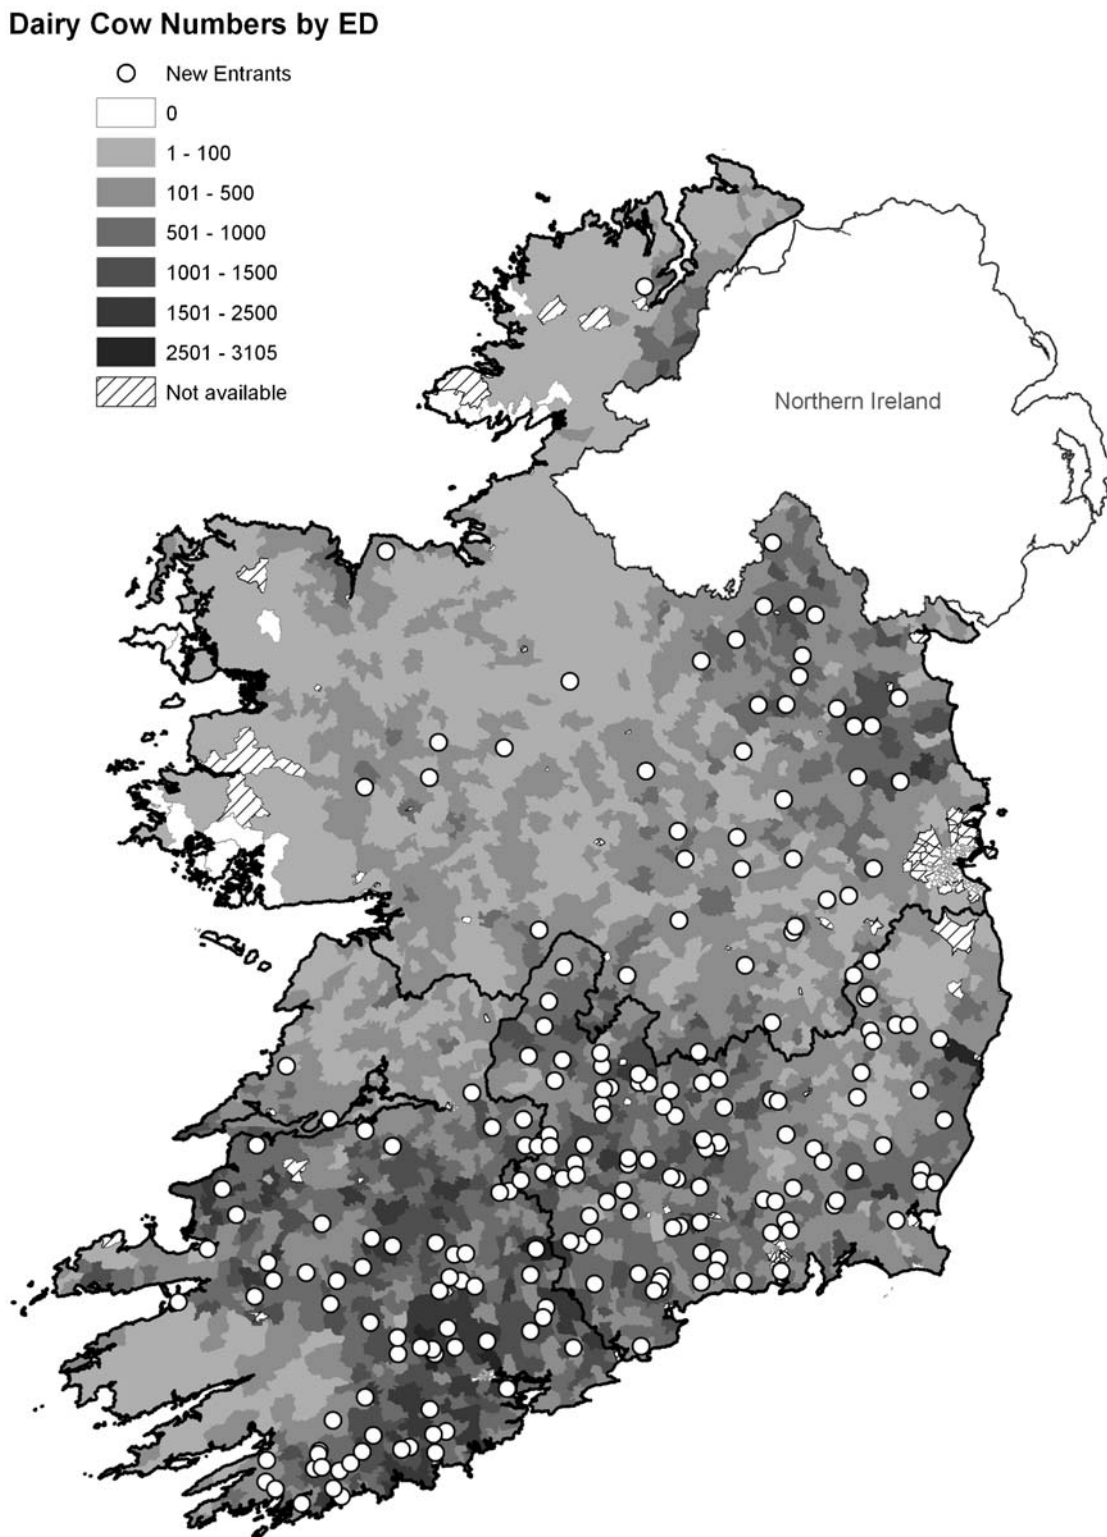 Dairy Cow Numbers by ED
New Entrants
0
1 - 100
101 - 500
501 - 1000
1001 - 1500
1501 - 2500
2501 - 3105
Not available
Northern Ireland